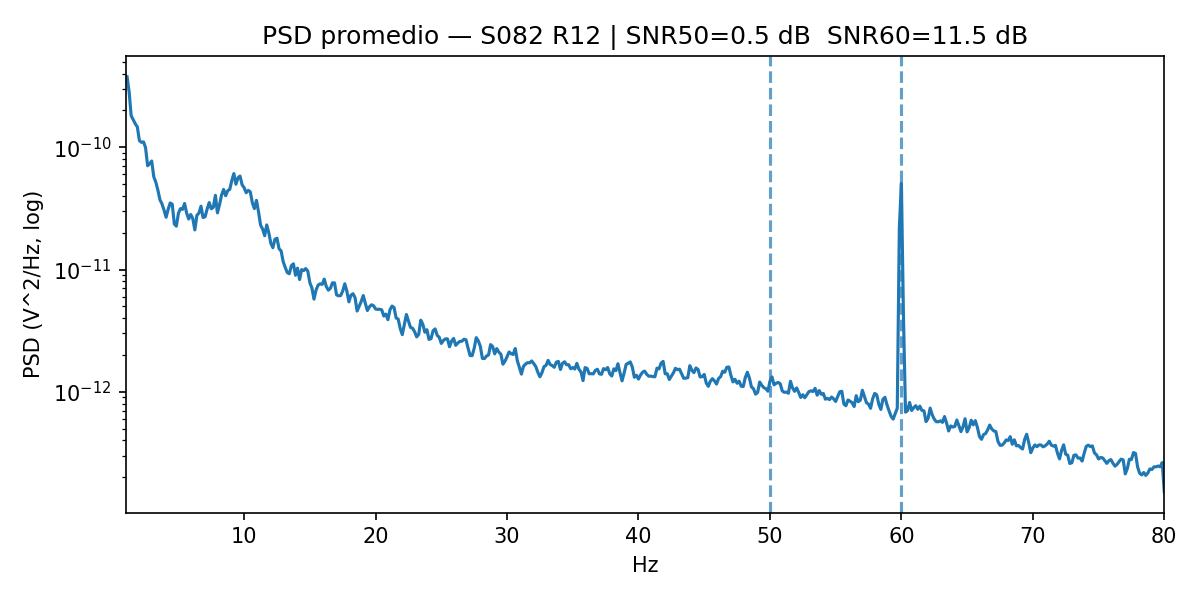 PSD promedio — S082 R12 | SNR50=0.5 dB  SNR60=11.5 dB
PSD (V^2/Hz, log)
10⁻¹⁰
10⁻¹¹
10⁻¹²
10 20 30 40 50 60 70 80
Hz